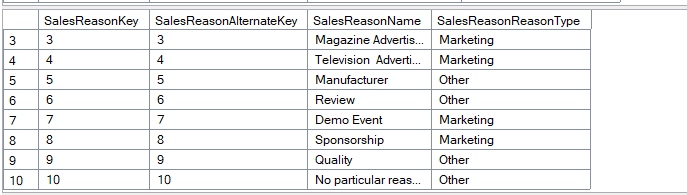 SalesReasonKey SalesReasonAlternateKey SalesReasonName SalesReasonReasonType
3 3 3 Magazine Advertis... Marketing
4 4 4 Television Adverti... Marketing
5 5 5 Manufacturer Other
6 6 6 Review Other
7 7 7 Demo Event Marketing
8 8 8 Sponsorship Marketing
9 9 9 Quality Other
10 10 10 No particular reas... Other